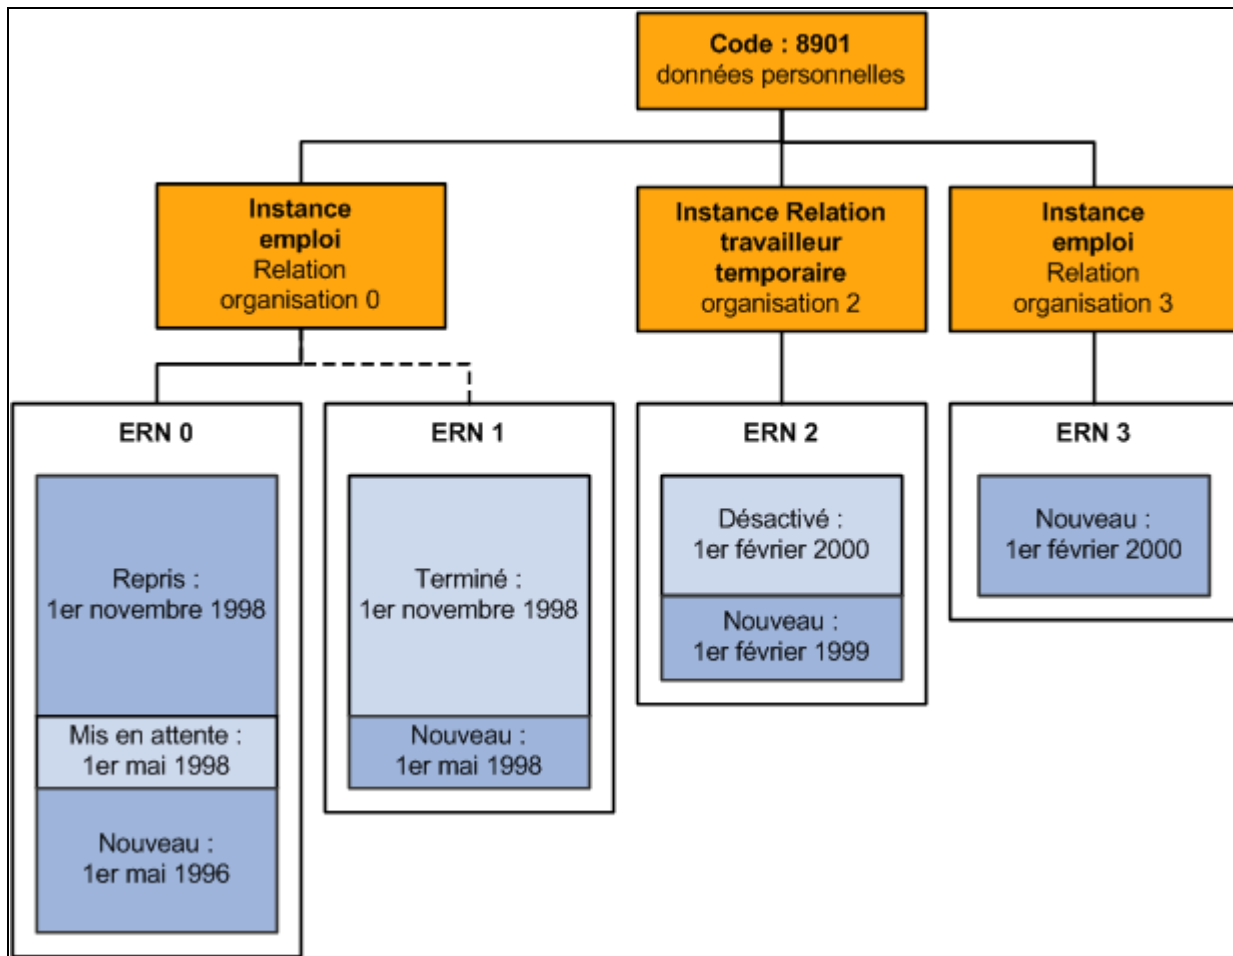 Code : 8901
données personnelles
Instance
emploi
Relation
organisation 0
Instance Relation
travailleur
temporaire
organisation 2
Instance
emploi
Relation
organisation 3
ERN 0
Repris :
1er novembre 1998
Mis en attente :
1er mai 1998
Nouveau :
1er mai 1996
ERN 1
Terminé :
1er novembre 1998
Nouveau :
1er mai 1998
ERN 2
Désactivé :
1er février 2000
Nouveau :
1er février 1999
ERN 3
Nouveau :
1er février 2000